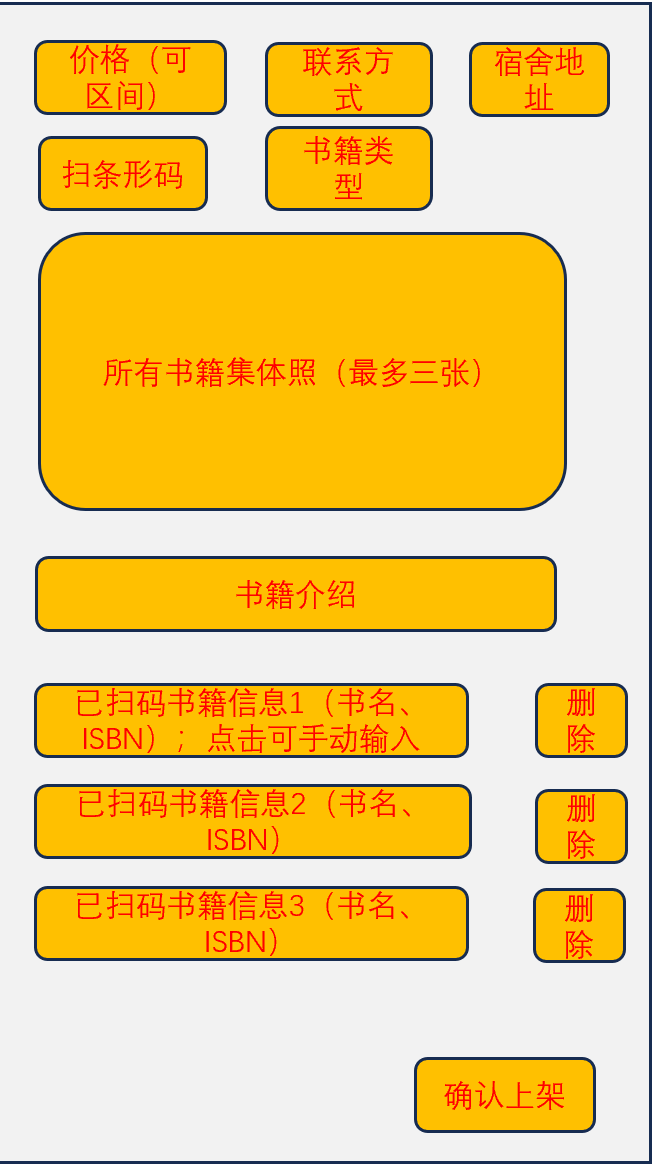 价格（可
区间）
联系方
式
宿舍地
址
扫条形码
书籍类
型
所有书籍集体照（最多三张）
书籍介绍
已扫码书籍信息1（书名、
ISBN）；点击可手动输入
删
除
已扫码书籍信息2（书名、
ISBN）
删
除
已扫码书籍信息3（书名、
ISBN）
删
除
确认上架